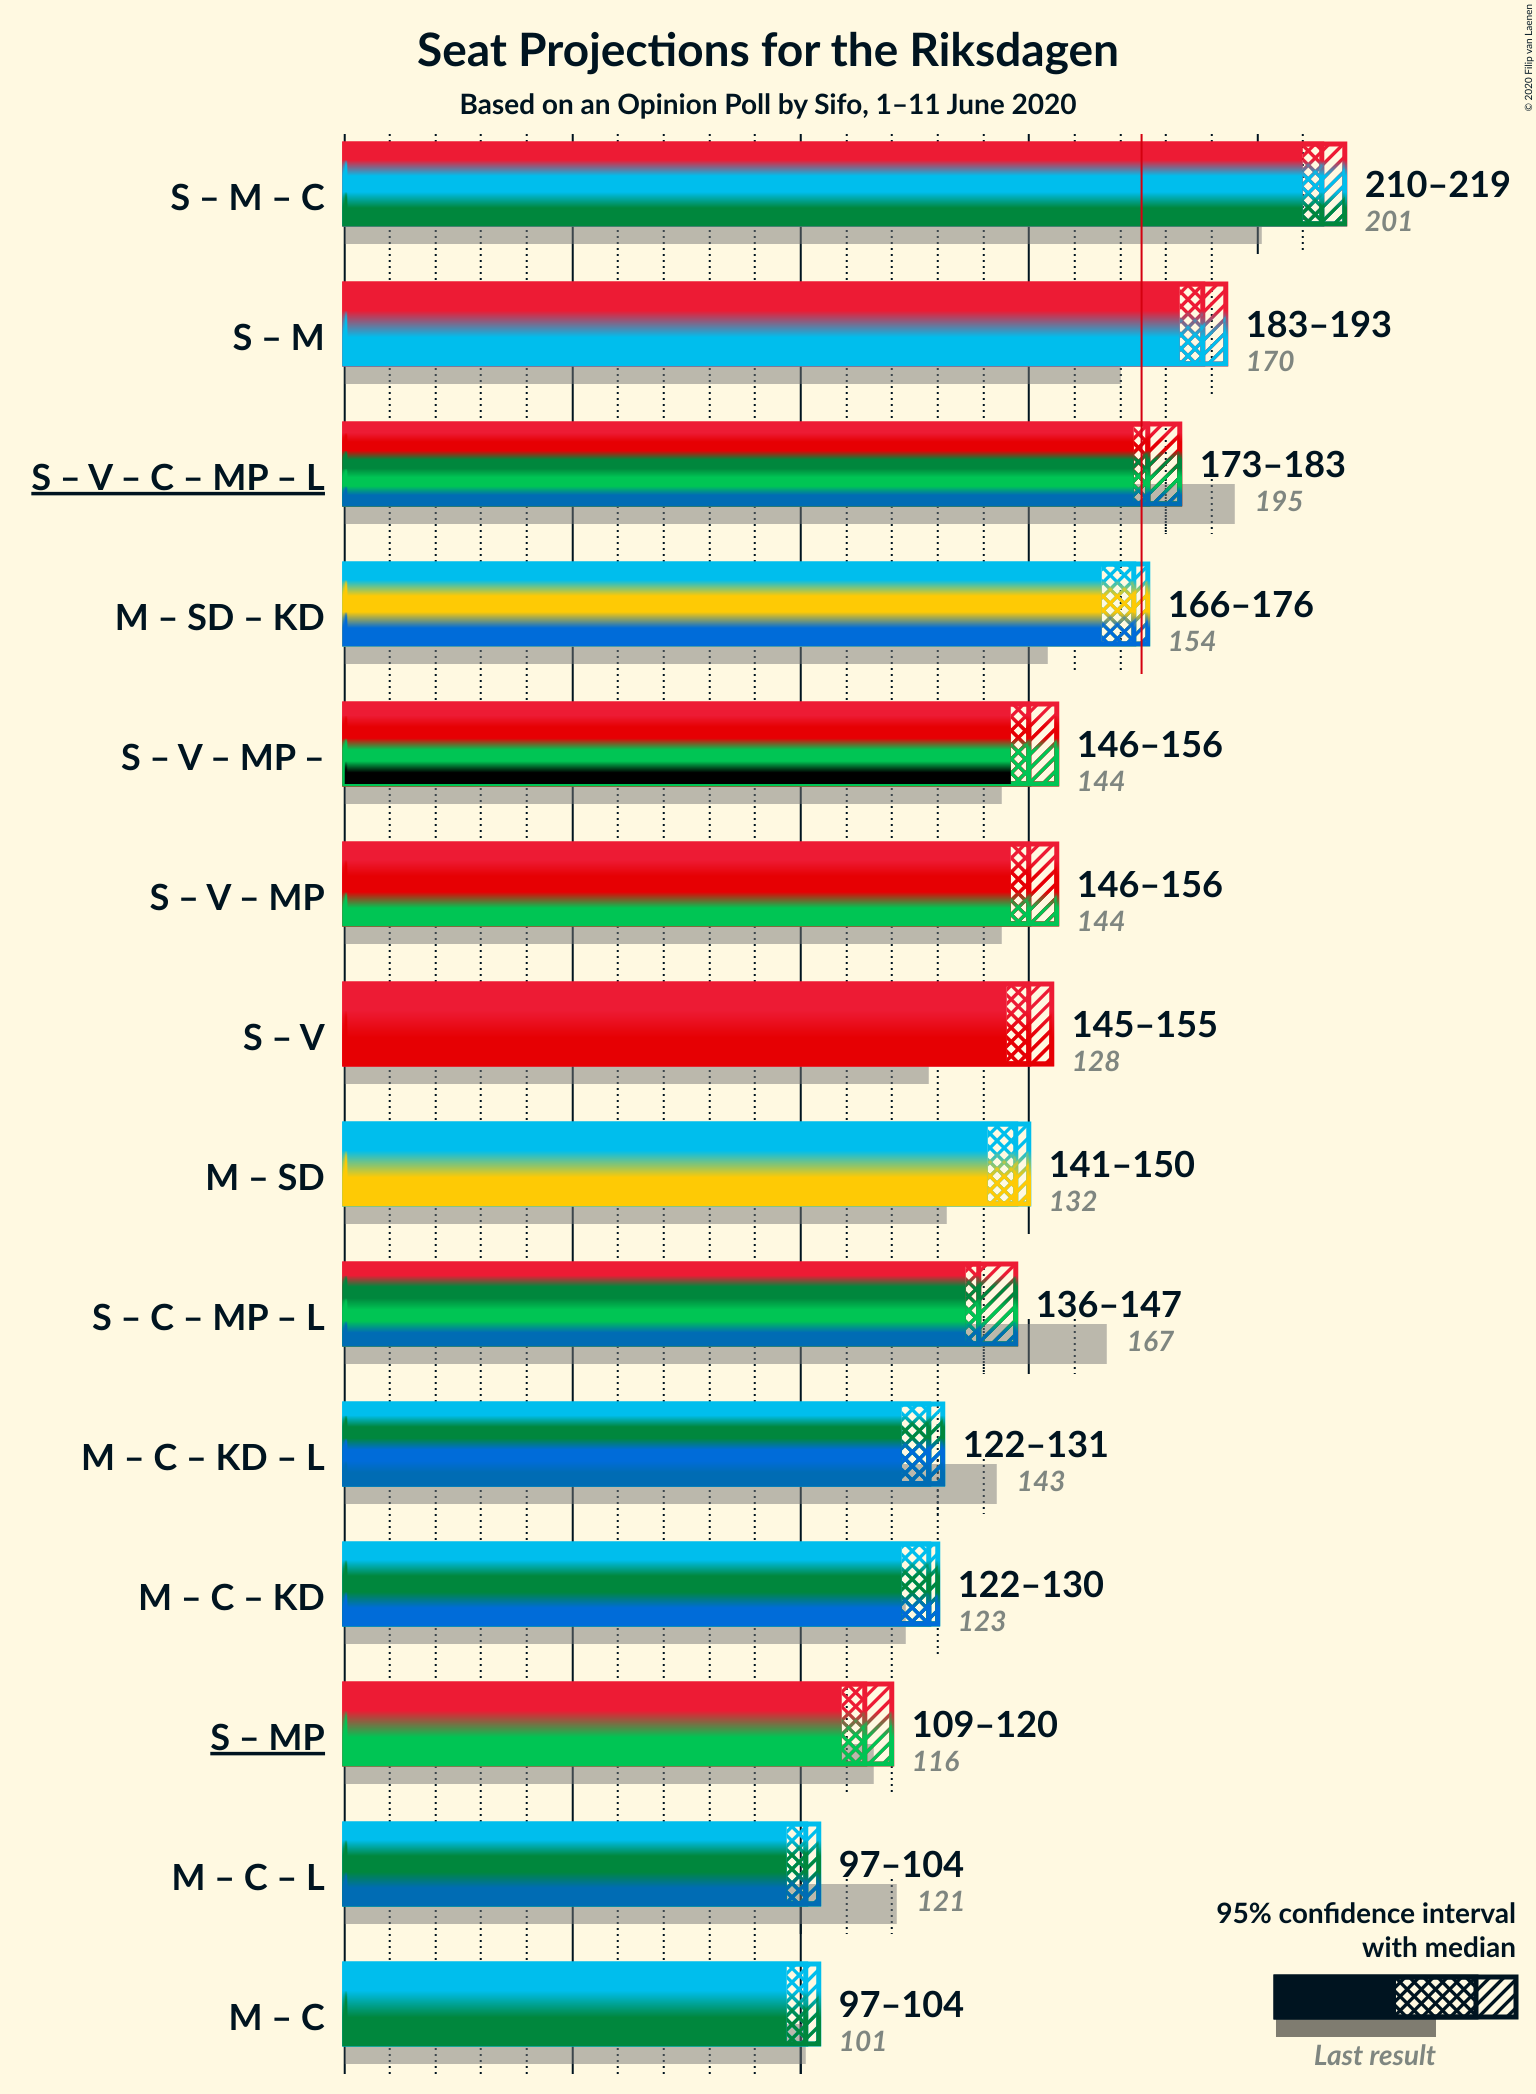 Seat Projections for the Riksdagen
Based on an Opinion Poll by Sifo, 1–11 June 2020
© 2020 Filip van Laenen
S – M – C
210–219
201
S – M
183–193
170
S – V – C – MP – L
173–183
195
M – SD – KD
166–176
154
S – V – MP –
146–156
144
S – V – MP
146–156
144
S – V
145–155
128
M – SD
141–150
132
S – C – MP – L
136–147
167
M – C – KD – L
122–131
143
M – C – KD
122–130
123
S – MP
109–120
116
M – C – L
97–104
121
M – C
97–104
101
95% confidence interval
with median
Last result